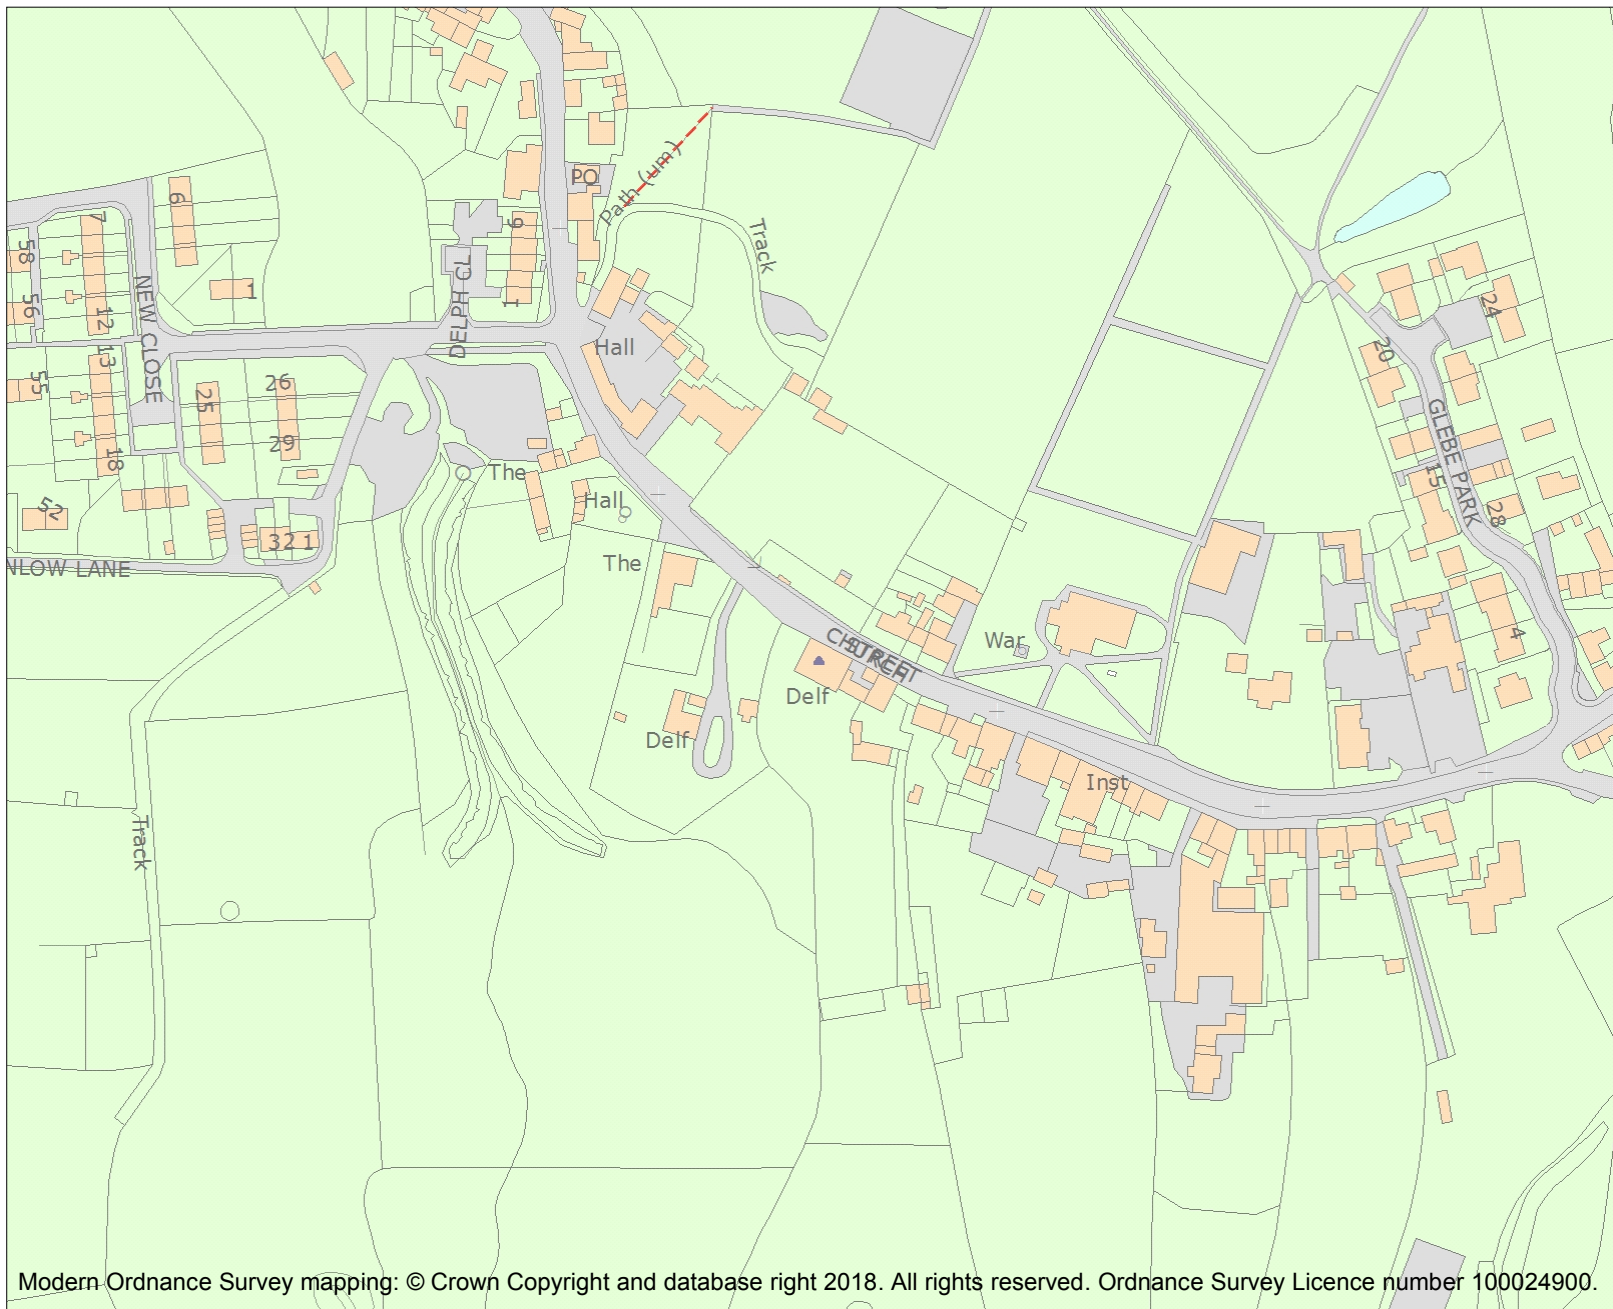 PO
Path (um)
Track
6
7
58
56
NEW CLOSE
12
1
DELPH CL
9
1
13
55
25
26
29
18
52
321
NLOW LANE
Hall
The
Hall
The
CHURCH
STREET
War
Delf
Delf
Inst
24
20
GLEBE PARK
15
28
4
Track
Modern Ordnance Survey mapping: © Crown Copyright and database right 2018. All rights reserved. Ordnance Survey Licence number 100024900.